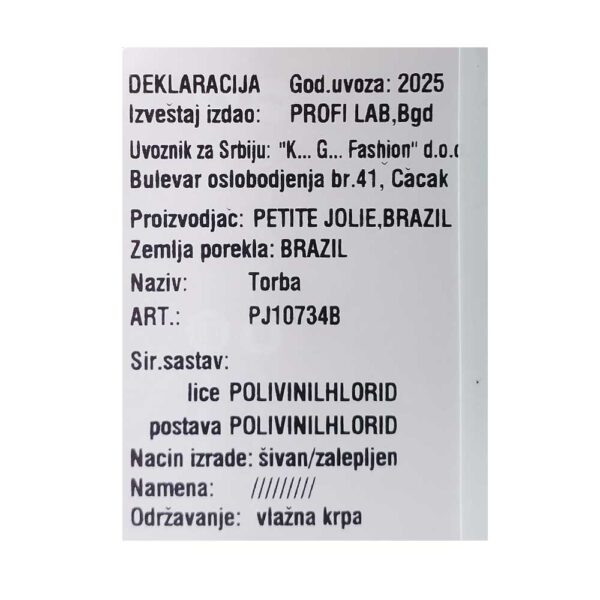 DEKLARACIJA God.uvoza: 2025
Izveštaj izdao: PROFI LAB,Bgd
Uvoznik za Srbiju: "K... G... Fashion" d.o.o
Bulevar oslobodjenja br.41, Čačak
Proizvodjač: PETITE JOLIE,BRAZIL
Zemlja porekla: BRAZIL
Naziv: Torba
ART.: PJ10734B
Sir.sastav:
lice POLIVINILHLORID
postava POLIVINILHLORID
Nacin izrade: šivan/zalepljen
Namena: /////////
Održavanje: vlažna krpa